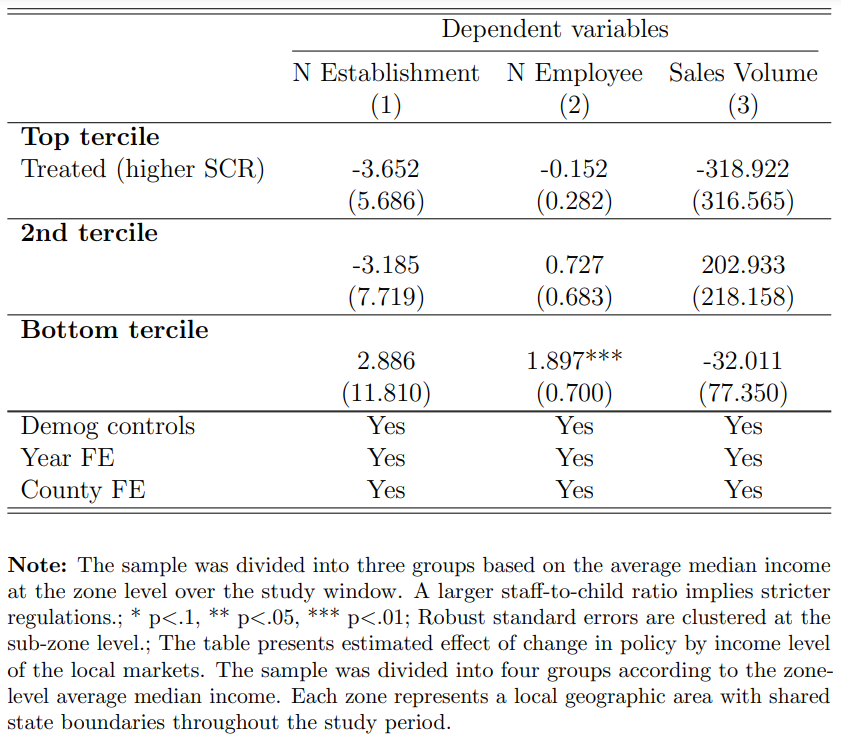 Dependent variables
N Establishment N Employee Sales Volume
(1) (2) (3)
Top tercile
Treated (higher SCR) -3.652 -0.152 -318.922
(5.686) (0.282) (316.565)
2nd tercile
-3.185 0.727 202.933
(7.719) (0.683) (218.158)
Bottom tercile
2.886 1.897*** -32.011
(11.810) (0.700) (77.350)
Demog controls Yes Yes Yes
Year FE Yes Yes Yes
County FE Yes Yes Yes
Note: The sample was divided into three groups based on the average median income
at the zone level over the study window. A larger staff-to-child ratio implies stricter
regulations.; * p<.1, ** p<.05, *** p<.01; Robust standard errors are clustered at the
sub-zone level.; The table presents estimated effect of change in policy by income level
of the local markets. The sample was divided into four groups according to the zone-
level average median income. Each zone represents a local geographic area with shared
state boundaries throughout the study period.